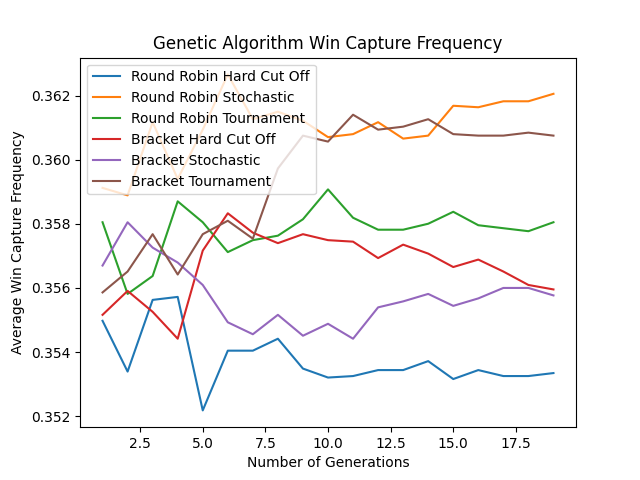 Genetic Algorithm Win Capture Frequency
Round Robin Hard Cut Off
Round Robin Stochastic
Round Robin Tournament
Bracket Hard Cut Off
Bracket Stochastic
Bracket Tournament
Average Win Capture Frequency
0.362
0.360
0.358
0.356
0.354
0.352
2.5 5.0 7.5 10.0 12.5 15.0 17.5
Number of Generations